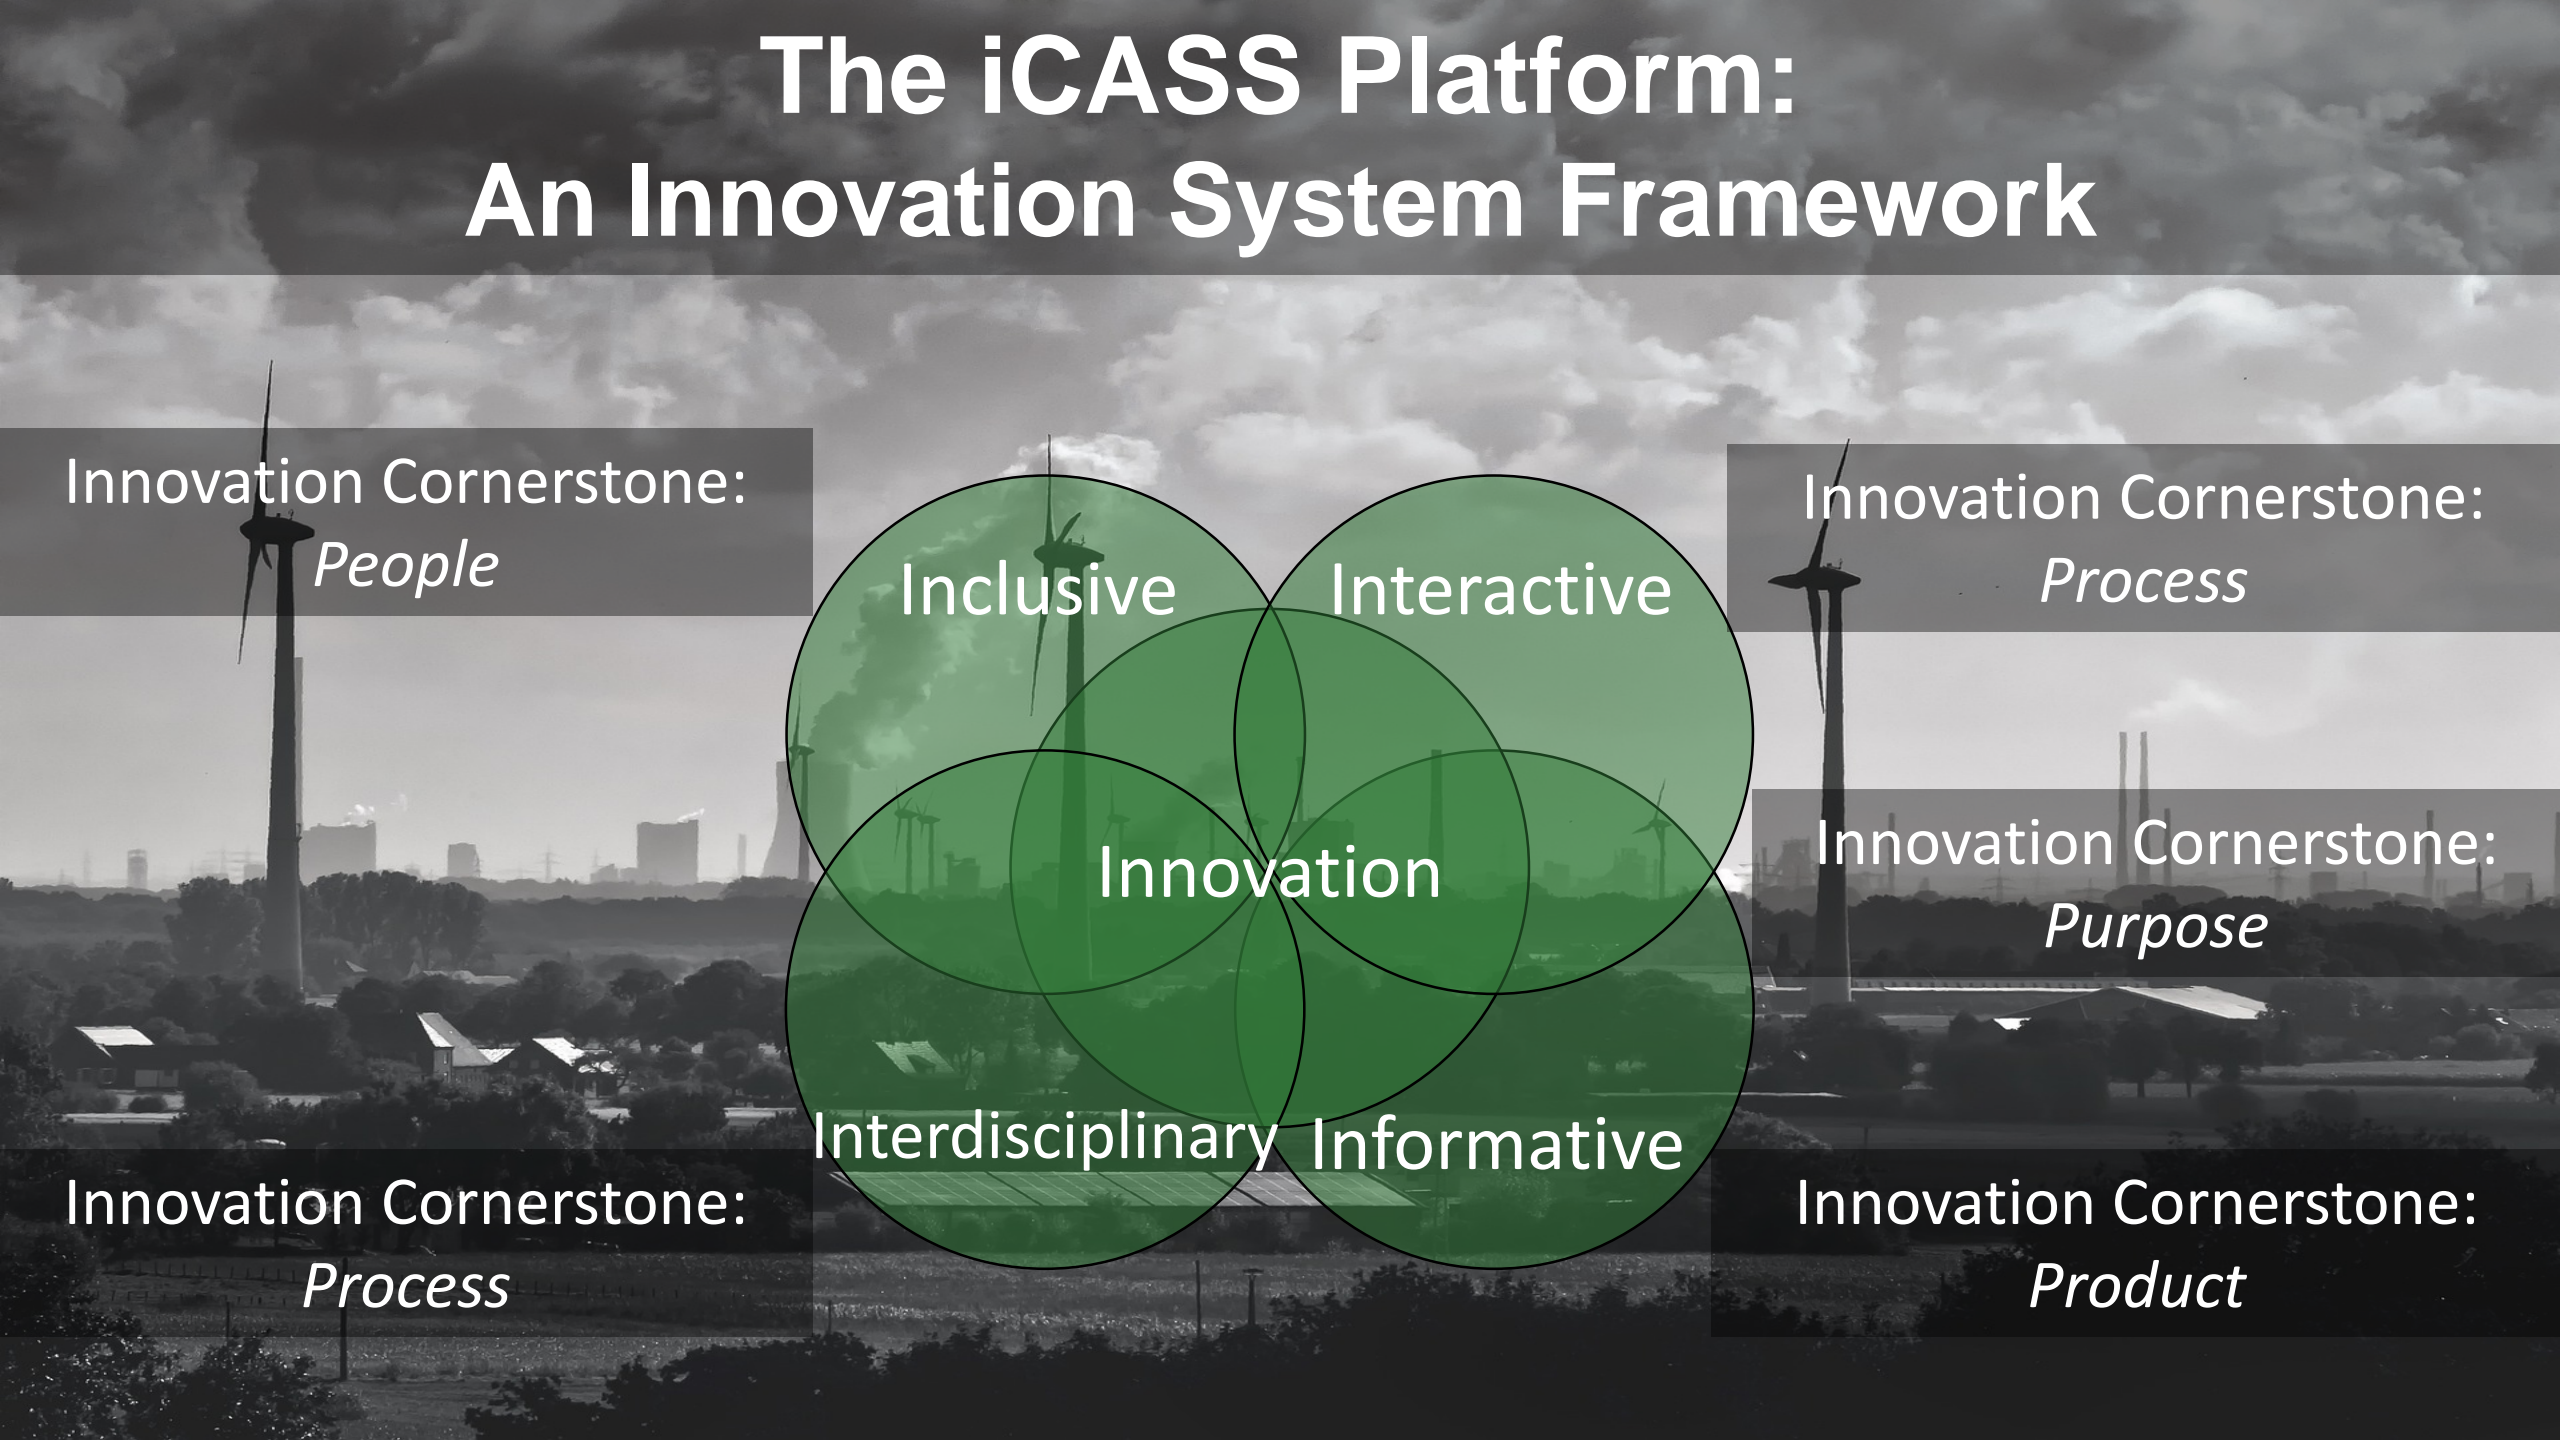 The iCASS Platform:
An Innovation System Framework
Innovation Cornerstone:
People
Innovation Cornerstone:
Process
Inclusive
Interactive
Innovation
Innovation Cornerstone:
Purpose
Interdisciplinary
Informative
Innovation Cornerstone:
Process
Innovation Cornerstone:
Product